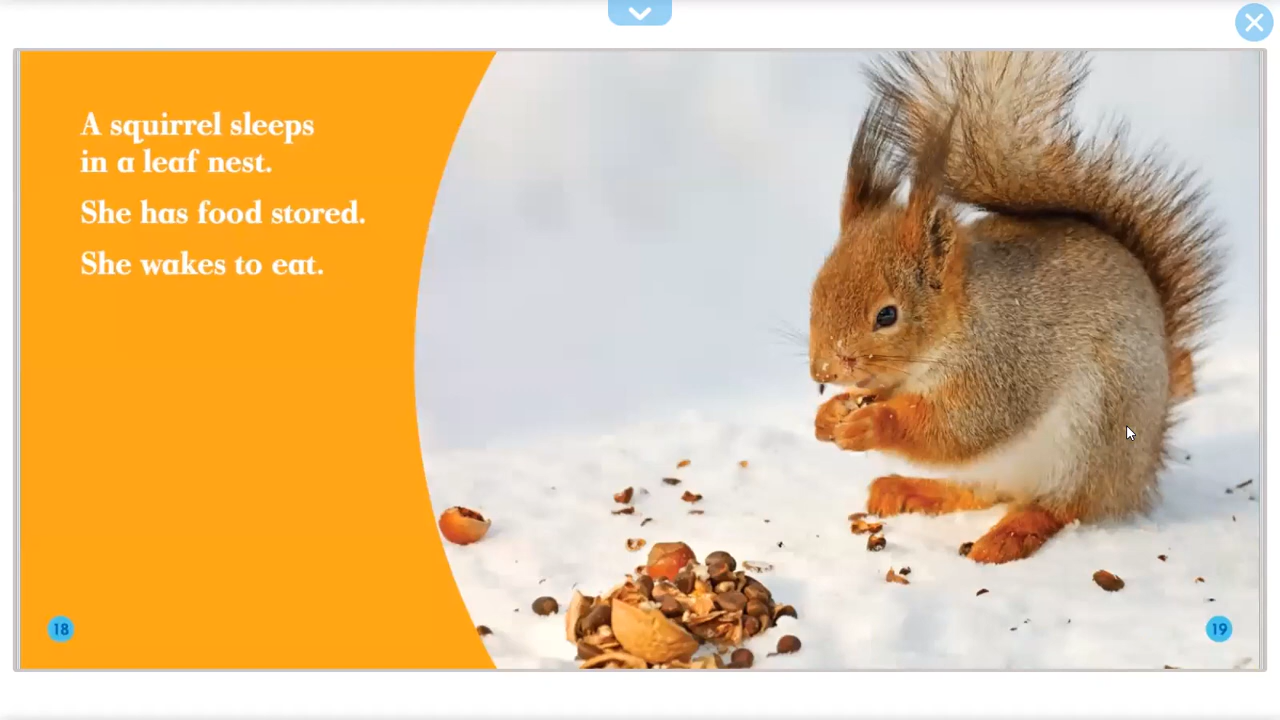 A squirrel sleeps
in a leaf nest.
She has food stored.
She wakes to eat.
18
19